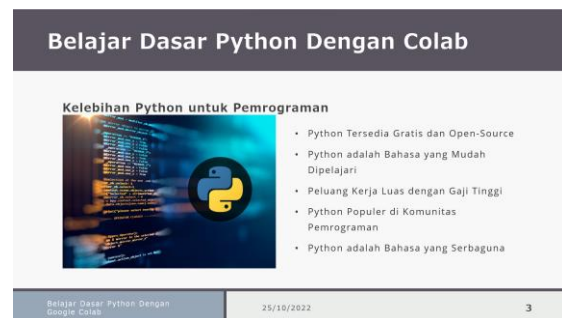 Belajar Dasar Python Dengan Colab
Kelebihan Python untuk Pemrograman
• Python Tersedia Gratis dan Open-Source
• Python adalah Bahasa yang Mudah
Dipelajari
• Peluang Kerja Luas dengan Gaji Tinggi
• Python Populer di Komunitas
Pemrograman
• Python adalah Bahasa yang Serbaguna
Belajar Dasar Python Dengan
Google Colab
25/10/2022
3